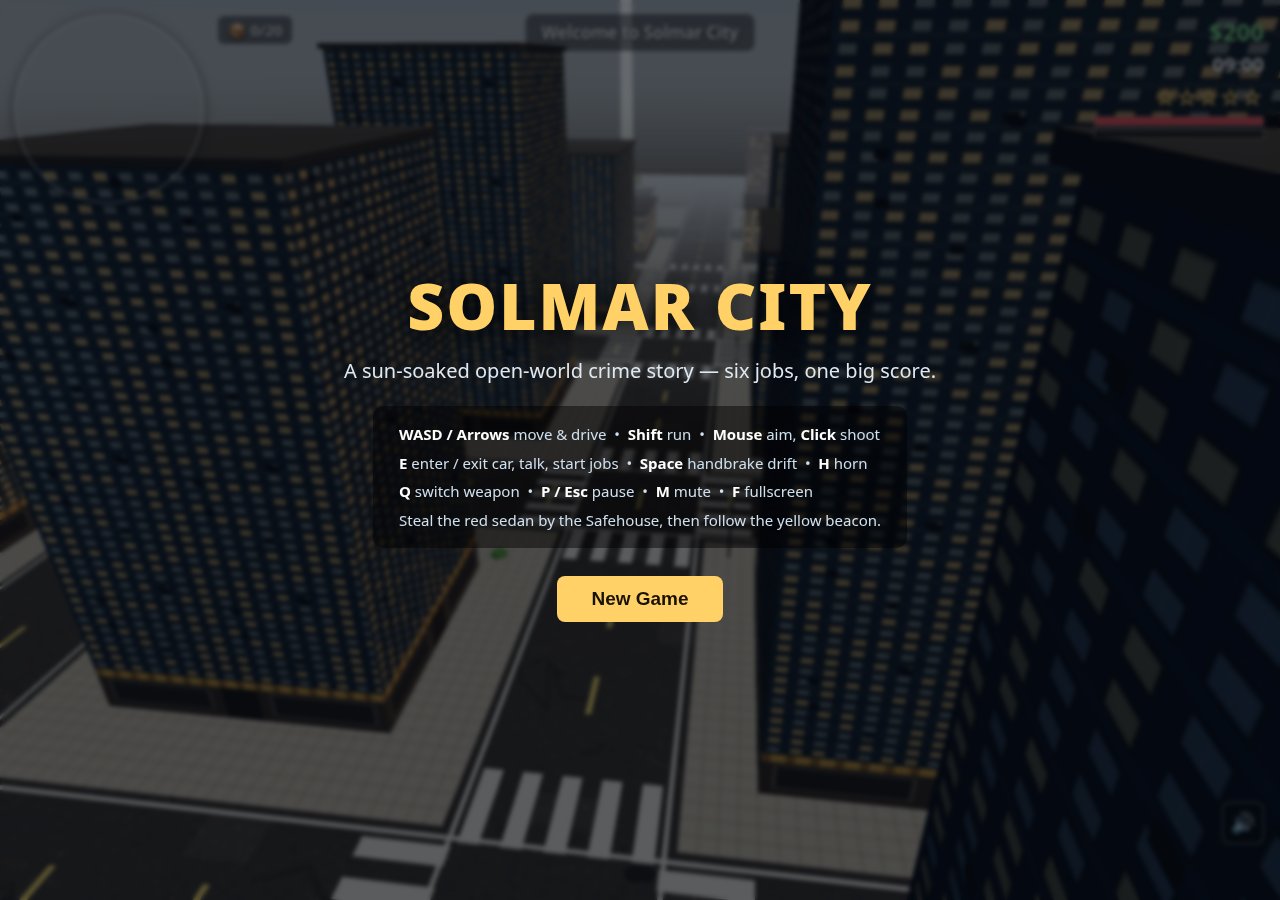 0/20
Welcome to Solmar City
$200
09:00
SOLMAR CITY
A sun-soaked open-world crime story — six jobs, one big score.
WASD / Arrows move & drive • Shift run • Mouse aim, Click shoot
E enter / exit car, talk, start jobs • Space handbrake drift • H horn
Q switch weapon • P / Esc pause • M mute • F fullscreen
Steal the red sedan by the Safehouse, then follow the yellow beacon.
New Game